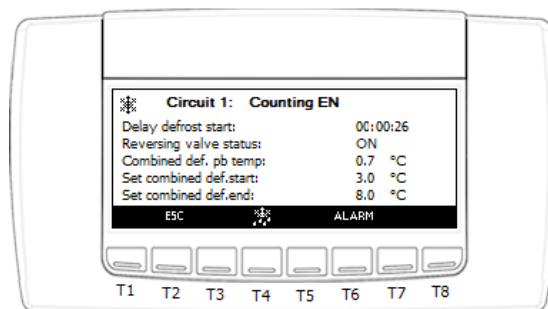 Circuit 1: Counting EN
Delay defrost start: 00:00:26
Reversing valve status: ON
Combined def. pb temp: 0.7 °C
Set combined def.start: 3.0 °C
Set combined def.end: 8.0 °C
ESC ALARM
T1 T2 T3 T4 T5 T6 T7 T8